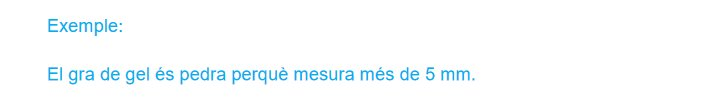 Exemple:
El gra de gel és pedra perquè mesura més de 5 mm.